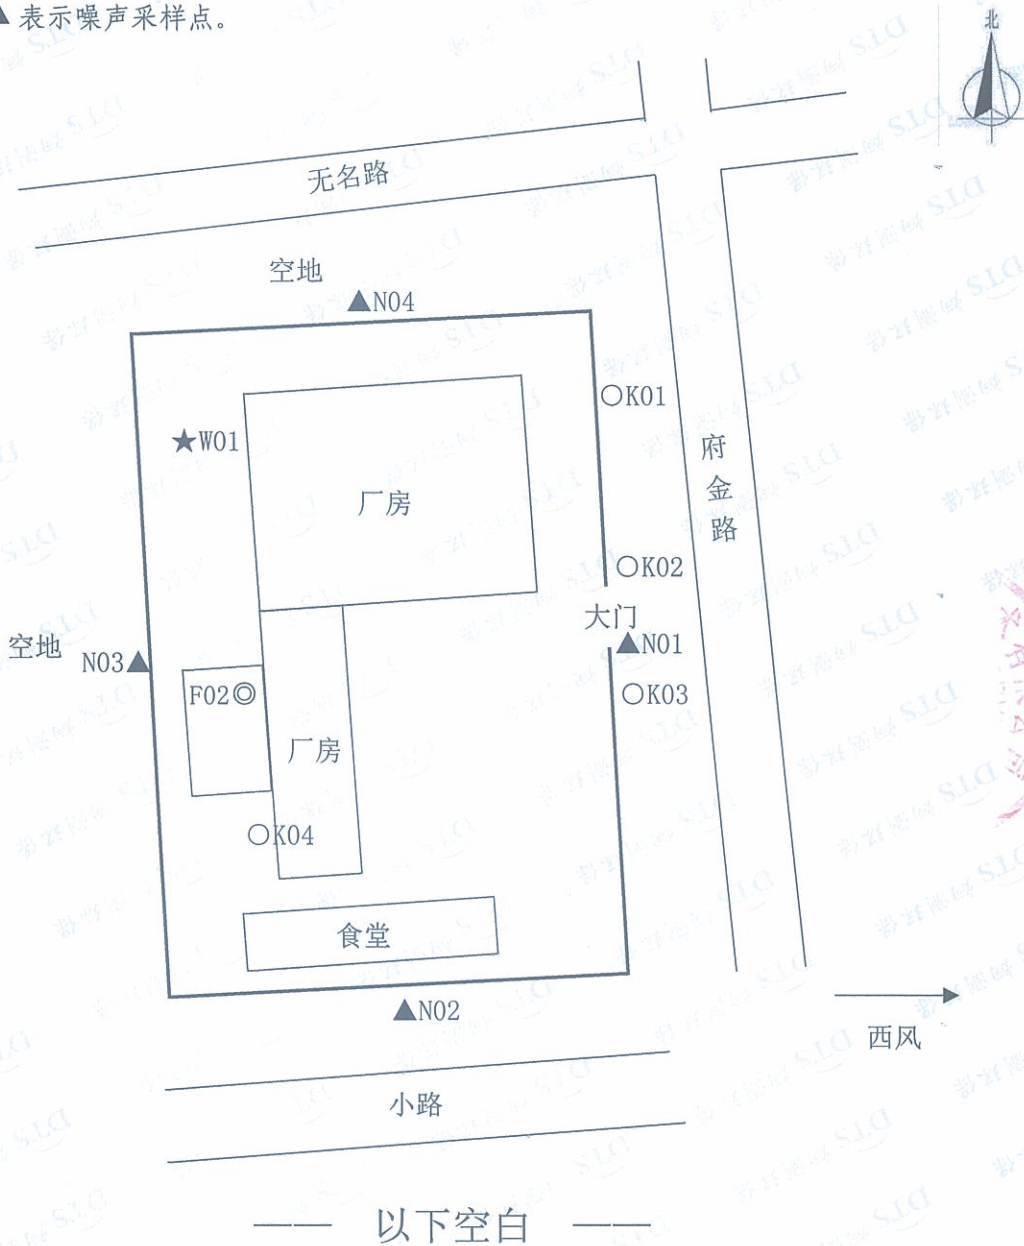 ▲表示噪声采样点。
北
无名路
空地
▲N04
○K01
★W01
府金路
厂房
○K02
大门
空地
N03▲
▲N01
F02◎
○K03
厂房
○K04
食堂
▲N02
西风
小路
—— 以下空白 ——